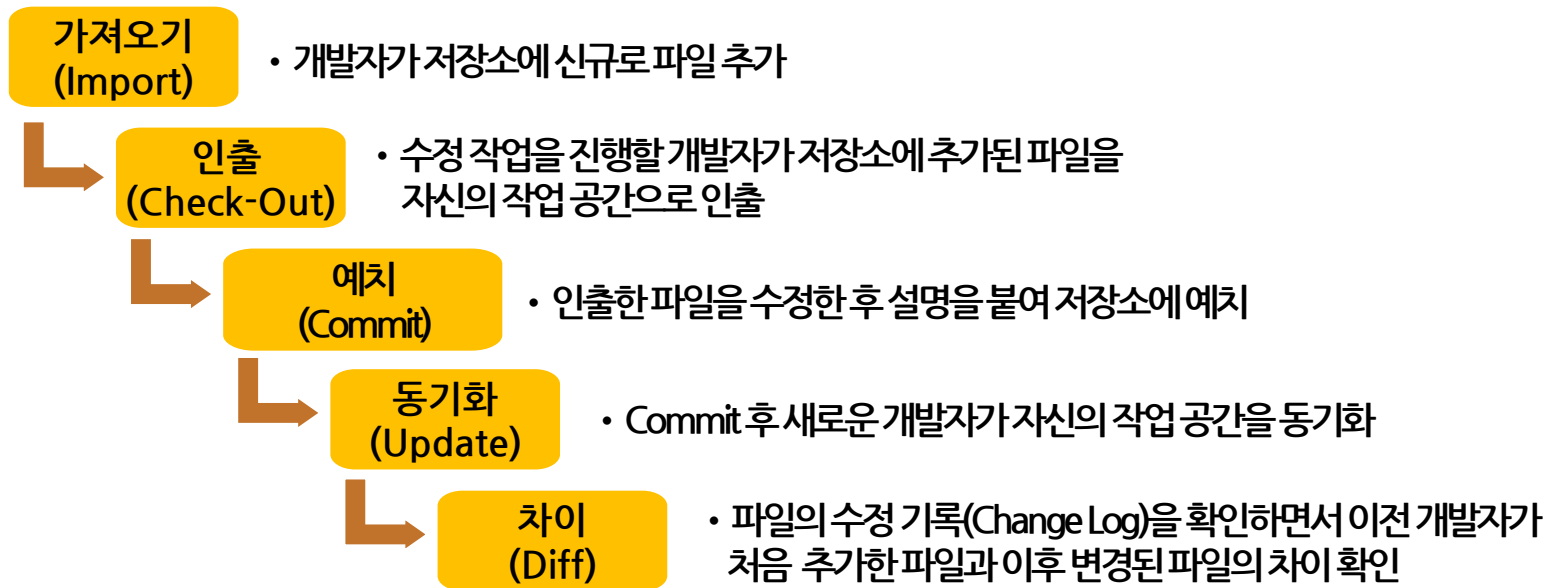 가져오기
(Import)
• 개발자가 저장소에 신규로 파일 추가
인출
(Check-Out)
• 수정 작업을 진행할 개발자가 저장소에 추가된 파일을
자신의 작업 공간으로 인출
예치
(Commit)
• 인출한 파일을 수정한 후 설명을 붙여 저장소에 예치
동기화
(Update)
• Commit 후 새로운 개발자가 자신의 작업 공간을 동기화
차이
(Diff)
• 파일의 수정 기록(Change Log)을 확인하면서 이전 개발자가
처음 추가한 파일과 이후 변경된 파일의 차이 확인